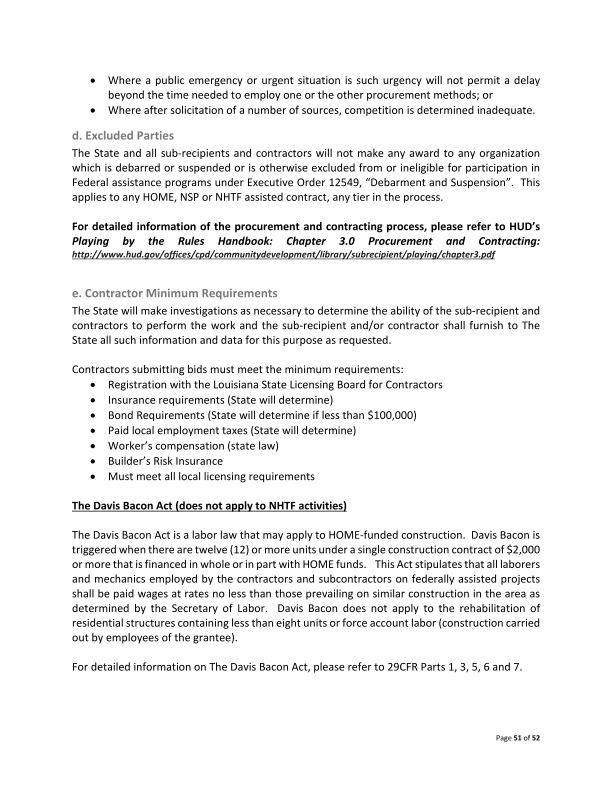 • Where a public emergency or urgent situation is such urgency will not permit a delay
beyond the time needed to employ one or the other procurement methods; or
• Where after solicitation of a number of sources, competition is determined inadequate.
d. Excluded Parties
The State and all sub-recipients and contractors will not make any award to any organization
which is debarred or suspended or is otherwise excluded from or ineligible for participation in
Federal assistance programs under Executive Order 12549, “Debarment and Suspension”.  This
applies to any HOME, NSP or NHTF assisted contract, any tier in the process.
For detailed information of the procurement and contracting process, please refer to HUD’s
Playing by the Rules Handbook: Chapter 3.0 Procurement and Contracting:
http://www.hud.gov/offices/cpd/communitydevelopment/library/subrecipient/playing/chapter3.pdf
e. Contractor Minimum Requirements
The State will make investigations as necessary to determine the ability of the sub-recipient and
contractors to perform the work and the sub-recipient and/or contractor shall furnish to The
State all such information and data for this purpose as requested.
Contractors submitting bids must meet the minimum requirements:
• Registration with the Louisiana State Licensing Board for Contractors
• Insurance requirements (State will determine)
• Bond Requirements (State will determine if less than $100,000)
• Paid local employment taxes (State will determine)
• Worker’s compensation (state law)
• Builder’s Risk Insurance
• Must meet all local licensing requirements
The Davis Bacon Act (does not apply to NHTF activities)
The Davis Bacon Act is a labor law that may apply to HOME-funded construction.  Davis Bacon is
triggered when there are twelve (12) or more units under a single construction contract of $2,000
or more that is financed in whole or in part with HOME funds.   This Act stipulates that all laborers
and mechanics employed by the contractors and subcontractors on federally assisted projects
shall be paid wages at rates no less than those prevailing on similar construction in the area as
determined by the Secretary of Labor.  Davis Bacon does not apply to the rehabilitation of
residential structures containing less than eight units or force account labor (construction carried
out by employees of the grantee).
For detailed information on The Davis Bacon Act, please refer to 29CFR Parts 1, 3, 5, 6 and 7.
Page 51 of 52